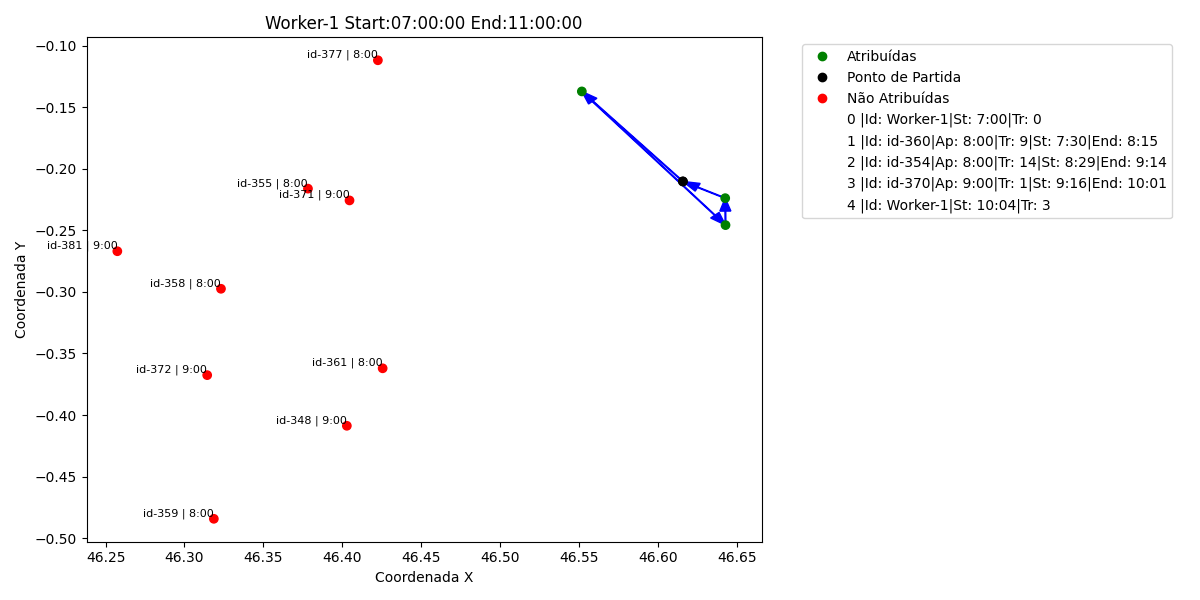 Worker-1 Start:07:00:00 End:11:00:00
−0.10
−0.15
−0.20
−0.25
−0.30
−0.35
−0.40
−0.45
−0.50
Coordenada Y
id-377 | 8:00
id-355 | 8:00
id-371 | 9:00
id-381 | 9:00
id-358 | 8:00
id-372 | 9:00
id-361 | 8:00
id-348 | 9:00
id-359 | 8:00
46.25 46.30 46.35 46.40 46.45 46.50 46.55 46.60 46.65
Coordenada X
Atribuídas
Ponto de Partida
Não Atribuídas
0 |Id: Worker-1|St: 7:00|Tr: 0
1 |Id: id-360|Ap: 8:00|Tr: 9|St: 7:30|End: 8:15
2 |Id: id-354|Ap: 8:00|Tr: 14|St: 8:29|End: 9:14
3 |Id: id-370|Ap: 9:00|Tr: 1|St: 9:16|End: 10:01
4 |Id: Worker-1|St: 10:04|Tr: 3